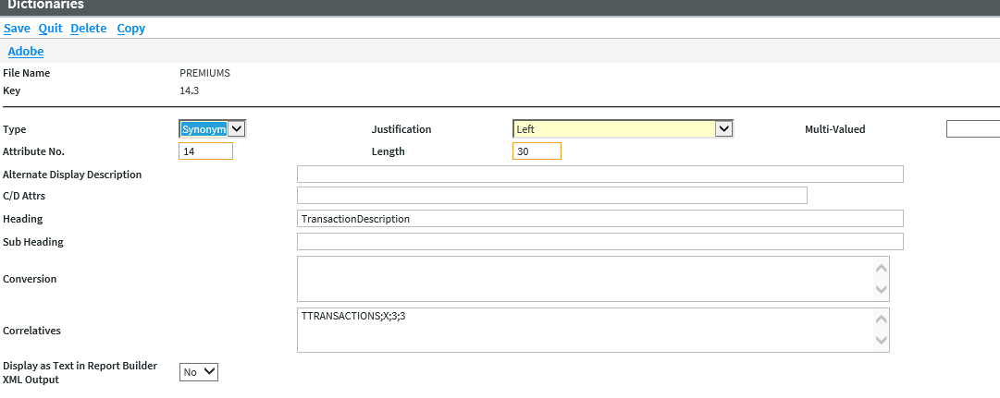 Dictionaries
Save Quit Delete Copy
Adobe
File Name PREMIUMS
Key 14.3
Type Synonym Justification Left Multi-Valued
Attribute No. 14 Length 30
Alternate Display Description
C/D Attrs
Heading TransactionDescription
Sub Heading
Conversion
Correlatives TTRANSACTIONS;X;3;3
Display as Text in Report Builder
XML Output No